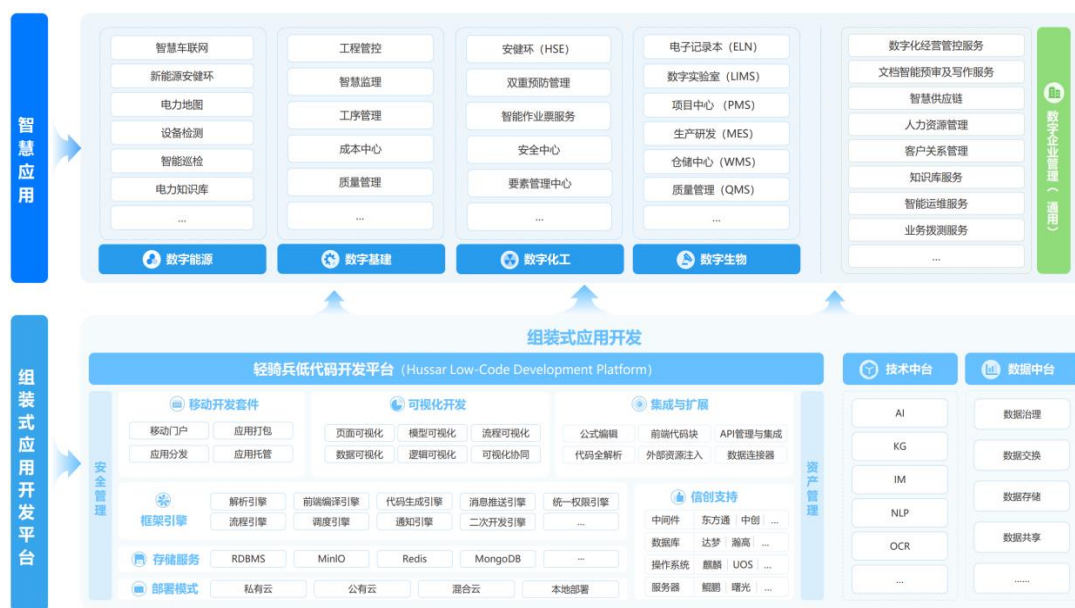 智慧应用
智慧车联网
新能源安健环
电力地图
设备检测
智能巡检
电力知识库
...
数字能源
工程管控
智慧监理
工序管理
成本中心
质量管理
...
数字基建
安健环（HSE）
双重预防管理
智能作业票服务
安全中心
要素管理中心
...
数字化工
电子记录本（ELN）
数字实验室（LIMS）
项目中心 （PMS）
生产研发（MES）
仓储中心（WMS）
质量管理（QMS）
...
数字生物
数字化经营管控服务
文档智能预审及写作服务
智慧供应链
人力资源管理
客户关系管理
知识库服务
智能运维服务
业务拨测服务
...
数字企业管理（通用）
组装式应用开发平台
组装式应用开发
轻骑兵低代码开发平台（Hussar Low-Code Development Platform）
安全管理
移动开发套件
移动门户 应用打包
应用分发 应用托管
可视化开发
页面可视化 模型可视化 流程可视化
数据可视化 逻辑可视化 可视化协同
集成与扩展
公式编辑 前端代码块 API管理与集成
代码全解析 外部资源注入 数据连接器
框架引擎
解析引擎 前端编译引擎 代码生成引擎 消息推送引擎 统一权限引擎
流程引擎 调度引擎 通知引擎 二次开发引擎 ...
存储服务 RDBMS MinIO Redis MongoDB ...
部署模式 私有云 公有云 混合云 本地部署
信创支持
中间件 东方通 中创 ...
数据库 达梦 瀚高 ...
操作系统 麒麟 UOS ...
服务器 鲲鹏 曙光 ...
资产管理
技术中台
AI
KG
IM
NLP
OCR
...
数据中台
数据治理
数据交换
数据存储
数据共享
......